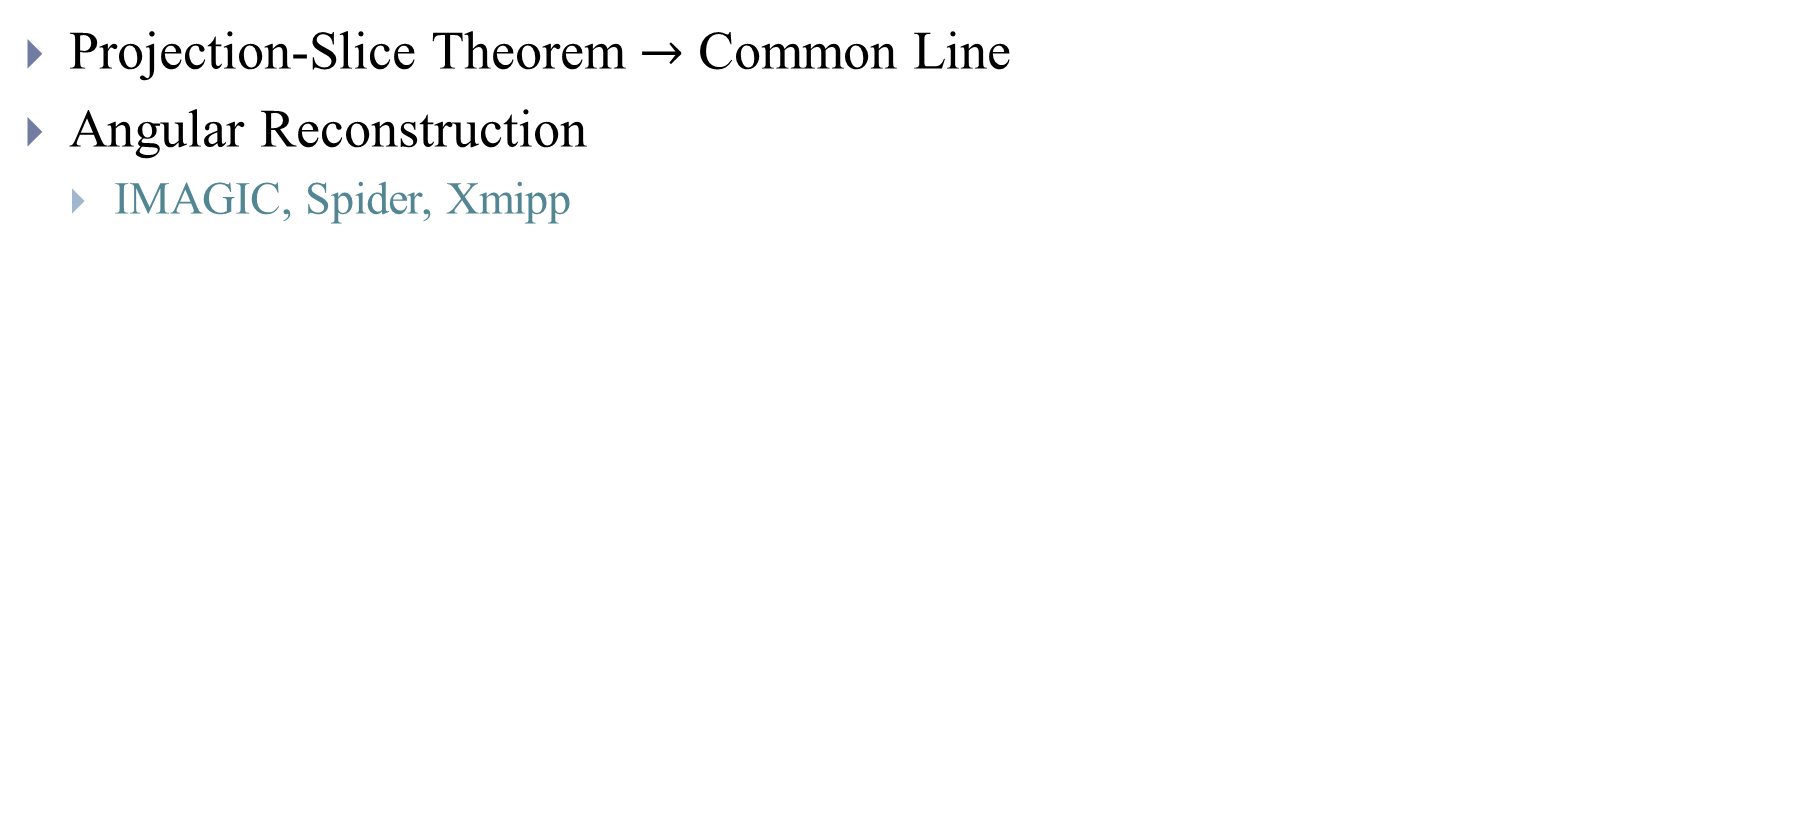 Projection-Slice Theorem → Common Line
Angular Reconstruction
IMAGIC, Spider, Xmipp